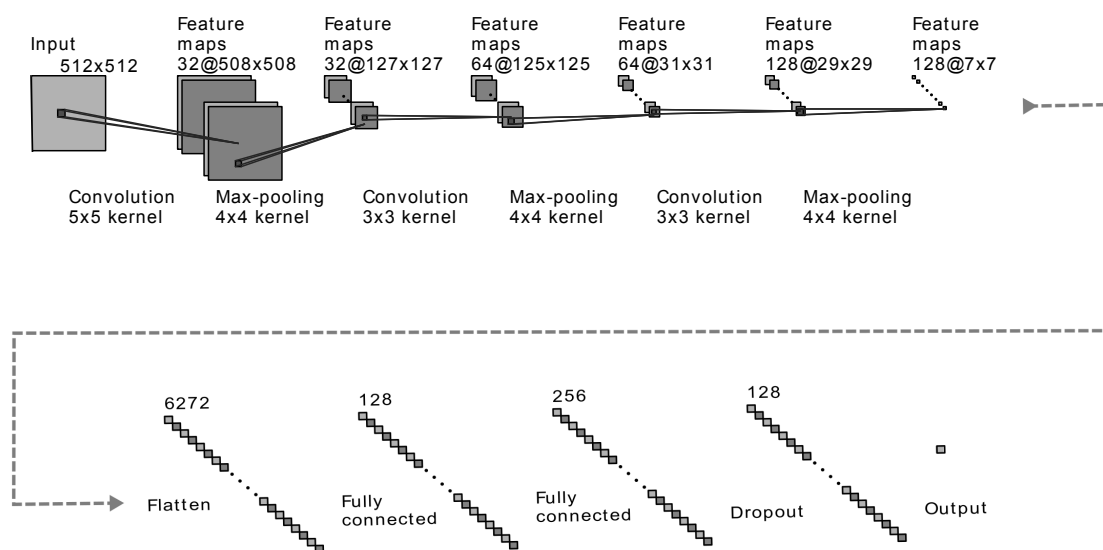 Input
512x512
Feature
maps
32@508x508
Feature
maps
32@127x127
Feature
maps
64@125x125
Feature
maps
64@31x31
Feature
maps
128@29x29
Feature
maps
128@7x7
Convolution
5x5 kernel
Max-pooling
4x4 kernel
Convolution
3x3 kernel
Max-pooling
4x4 kernel
Convolution
3x3 kernel
Max-pooling
4x4 kernel
6272
128
256
128
Flatten
Fully
connected
Fully
connected
Dropout
Output